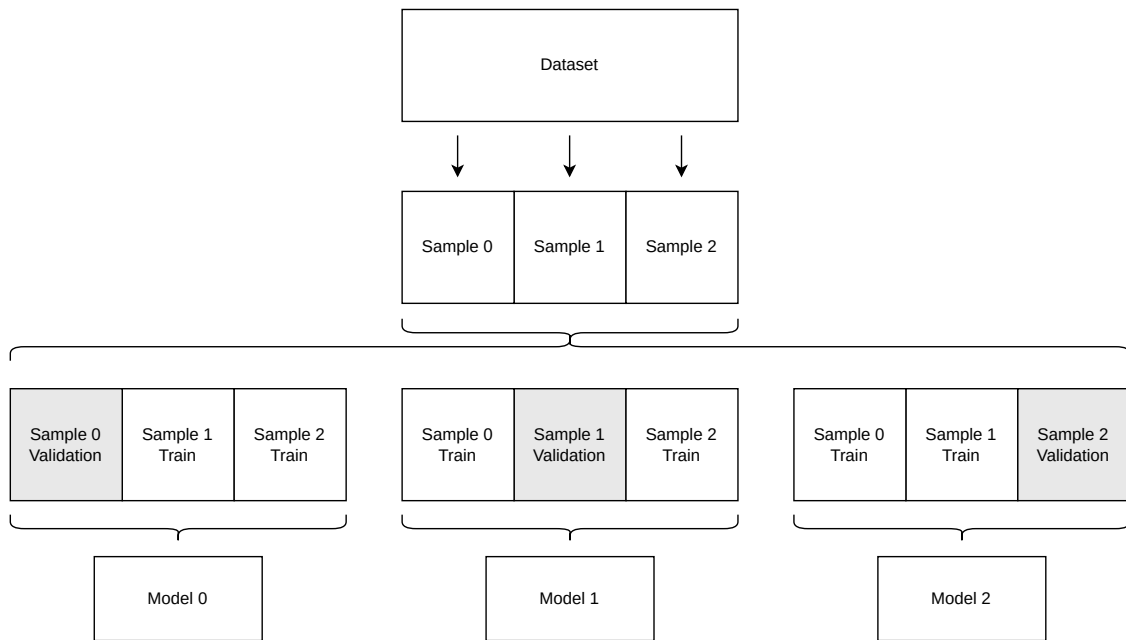 Dataset
Sample 0
Sample 1
Sample 2
Sample 0
Validation
Sample 1
Train
Sample 2
Train
Sample 0
Train
Sample 1
Validation
Sample 2
Train
Sample 0
Train
Sample 1
Train
Sample 2
Validation
Model 0
Model 1
Model 2